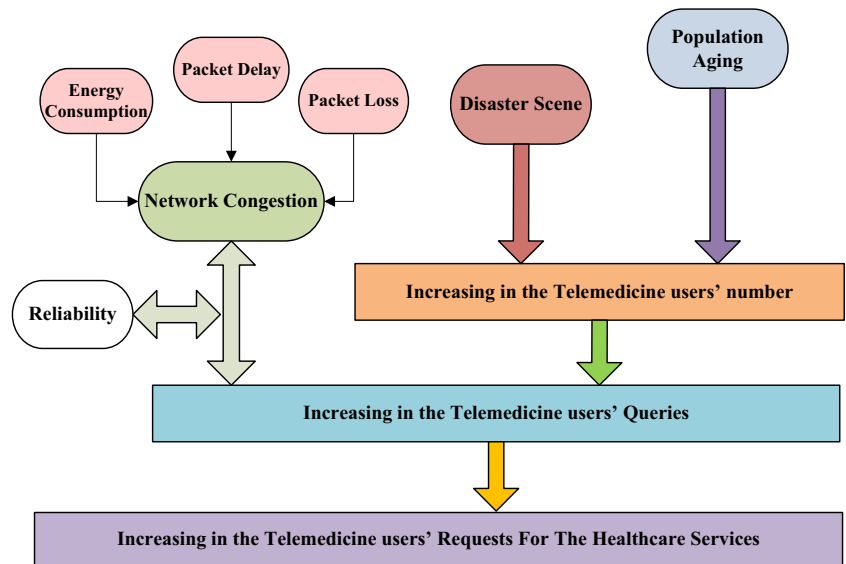 Population
Aging
Packet Delay
Energy
Consumption
Packet Loss
Disaster Scene
Network Congestion
Increasing in the Telemedicine users’ number
Reliability
Increasing in the Telemedicine users’ Queries
Increasing in the Telemedicine users’ Requests For The Healthcare Services